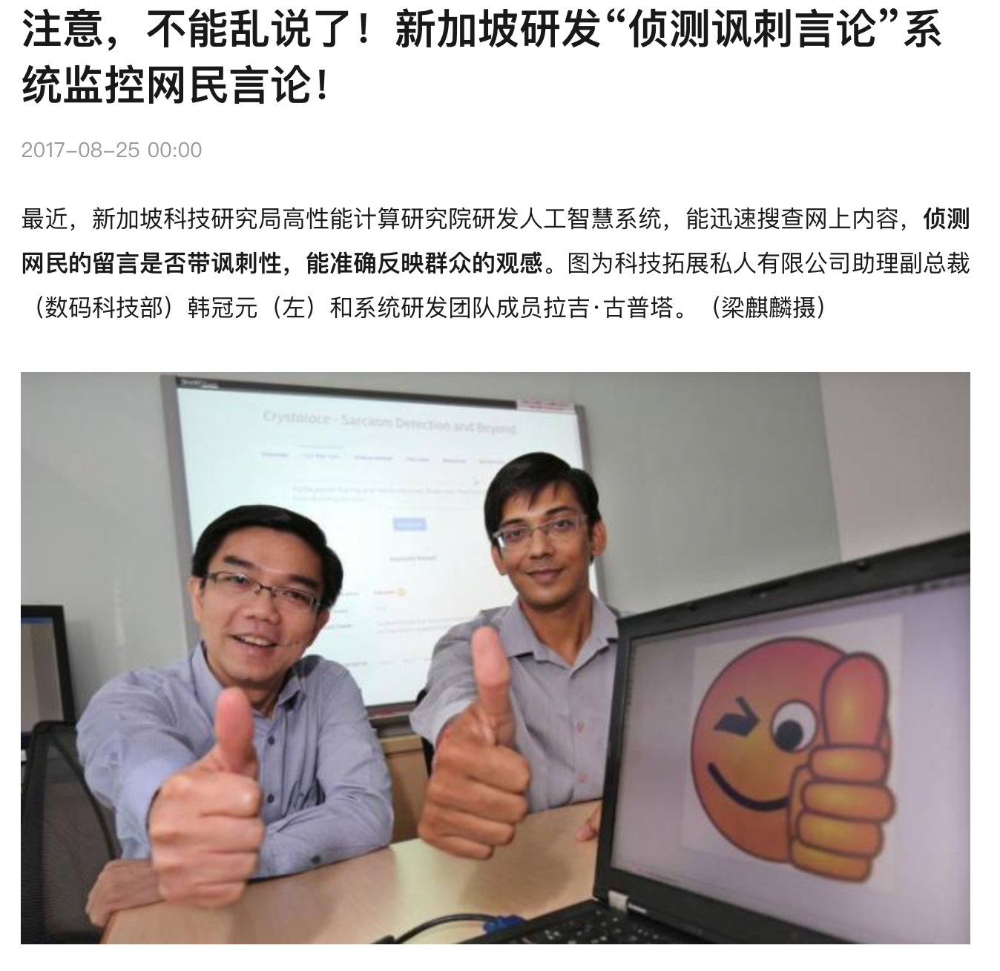 注意，不能乱说了！新加坡研发“侦测讽刺言论”系
统监控网民言论！
2017-08-25 00:00
最近，新加坡科技研究局高性能计算研究院研发人工智慧系统，能迅速搜查网上内容，侦测
网民的留言是否带讽刺性，能准确反映群众的观感。图为科技拓展私人有限公司助理副总裁
（数码科技部）韩冠元（左）和系统研发团队成员拉吉·古普塔。（梁麒麟摄）
Crystalace - Sarcasm Detection and Beyond